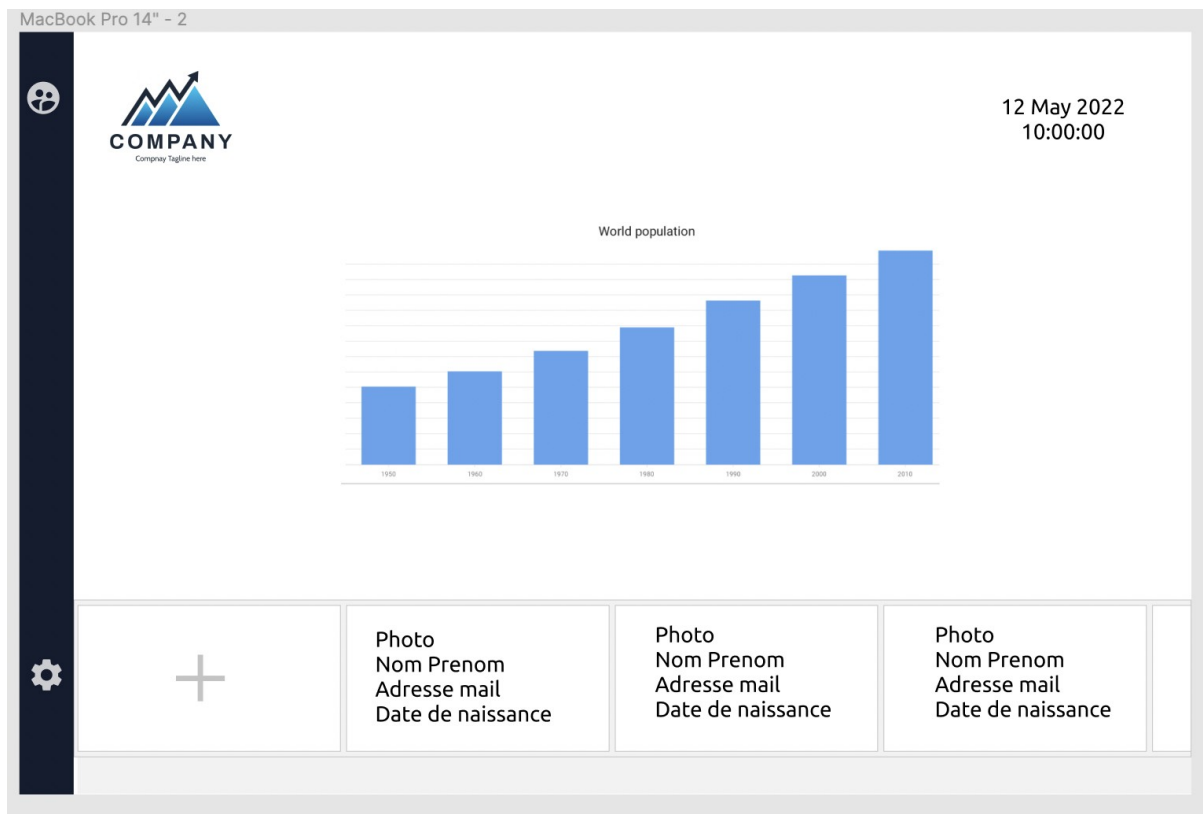 MacBook Pro 14" - 2
COMPANY
Compnay Tagline here
12 May 2022
10:00:00
World population
1950 1960 1970 1980 1990 2000 2010
Photo
Nom Prenom
Adresse mail
Date de naissance
Photo
Nom Prenom
Adresse mail
Date de naissance
Photo
Nom Prenom
Adresse mail
Date de naissance